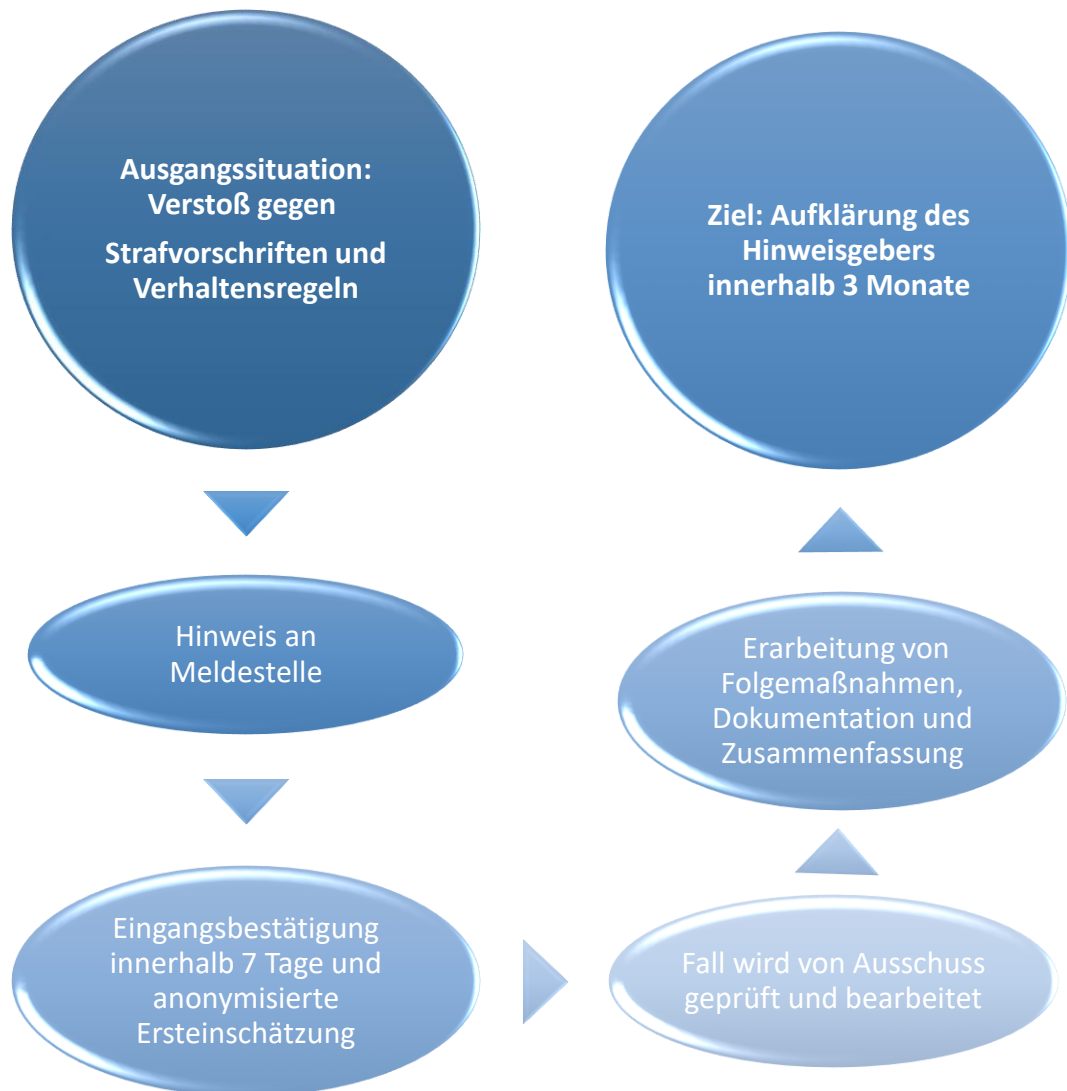 Ausgangssituation:
Verstoß gegen
Strafvorschriften und
Verhaltensregeln
Hinweis an
Meldestelle
Eingangsbestätigung
innerhalb 7 Tage und
anonymisierte
Ersteinschätzung
Fall wird von Ausschuss
geprüft und bearbeitet
Erarbeitung von
Folgemaßnahmen,
Dokumentation und
Zusammenfassung
Ziel: Aufklärung des
Hinweisgebers
innerhalb 3 Monate